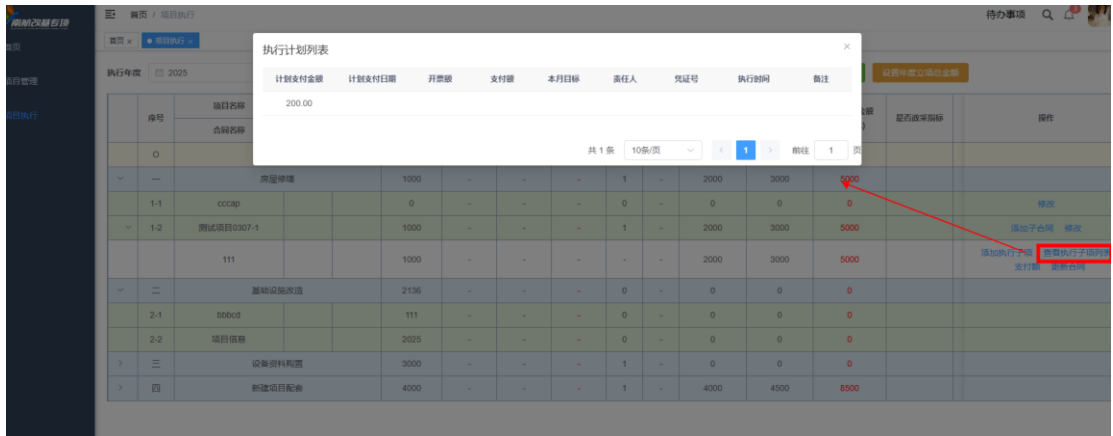 南航改基专项
首页 / 项目执行
待办事项
首页 ×
项目执行 ×
首页
项目管理
项目执行
执行年度 2025
设置年度立项总金额
执行计划列表 ×
计划支付金额 计划支付日期 开票额 支付额 本月目标 责任人 凭证号 执行时间 备注
200.00
共 1 条 10条/页 < 1 > 前往 1 页
序号 项目名称 是否政采指标 操作
合同名称
一 房屋修缮 1000 - - - 1 - 2000 3000 5000
1-1 cccap 0 - - - 0 - 0 0 0 修改
1-2 测试项目0307-1 1000 - - - 1 - 2000 3000 5000 添加子合同 修改
111 1000 - - - - - 2000 3000 5000 添加执行子项 查看执行子项列表
支付额 更新合同
二 基础设施改造 2136 - - - 0 - 0 0 0
2-1 bbbcd 111 - - - 0 - 0 0 0
2-2 项目信息 2025 - - - 0 - 0 0 0
三 设备资料购置 3000 - - - 1 - 0 0 0
四 新建项目配套 4000 - - - 1 - 4000 4500 8500